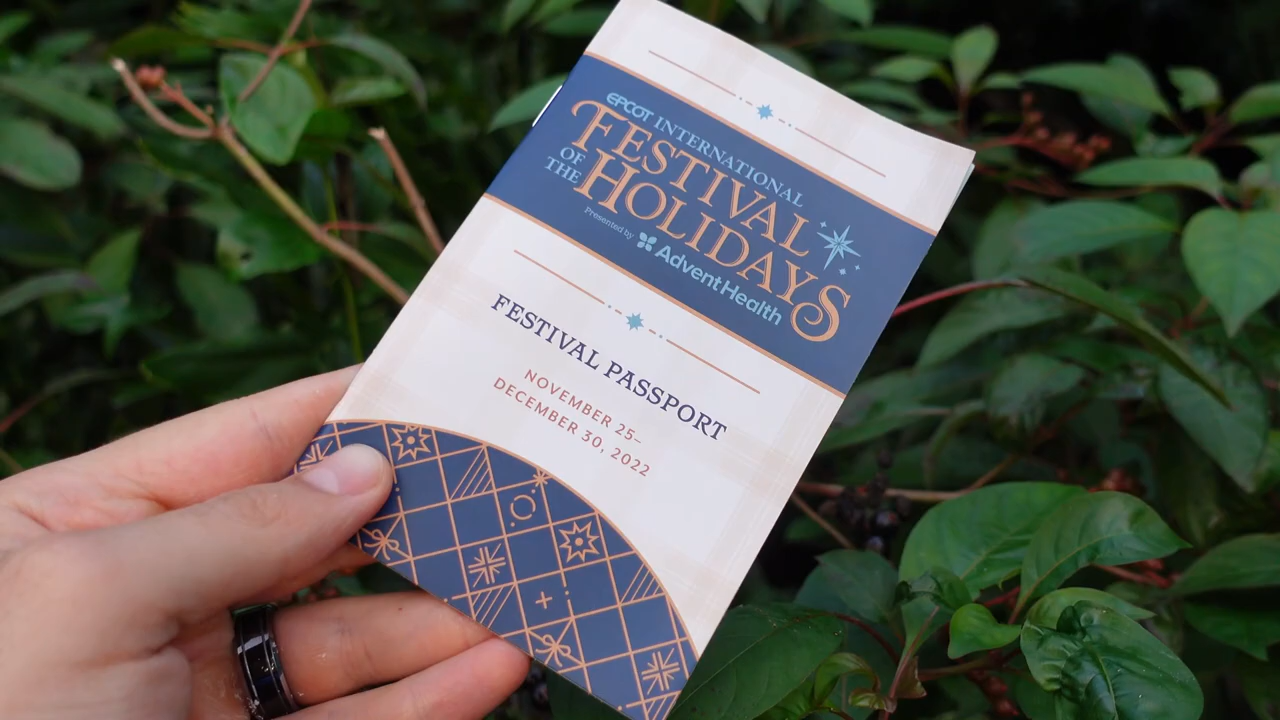 EPCOT INTERNATIONAL
FESTIVAL
OF THE HOLIDAYS
Presented by AdventHealth
FESTIVAL PASSPORT
NOVEMBER 25–
DECEMBER 30, 2022